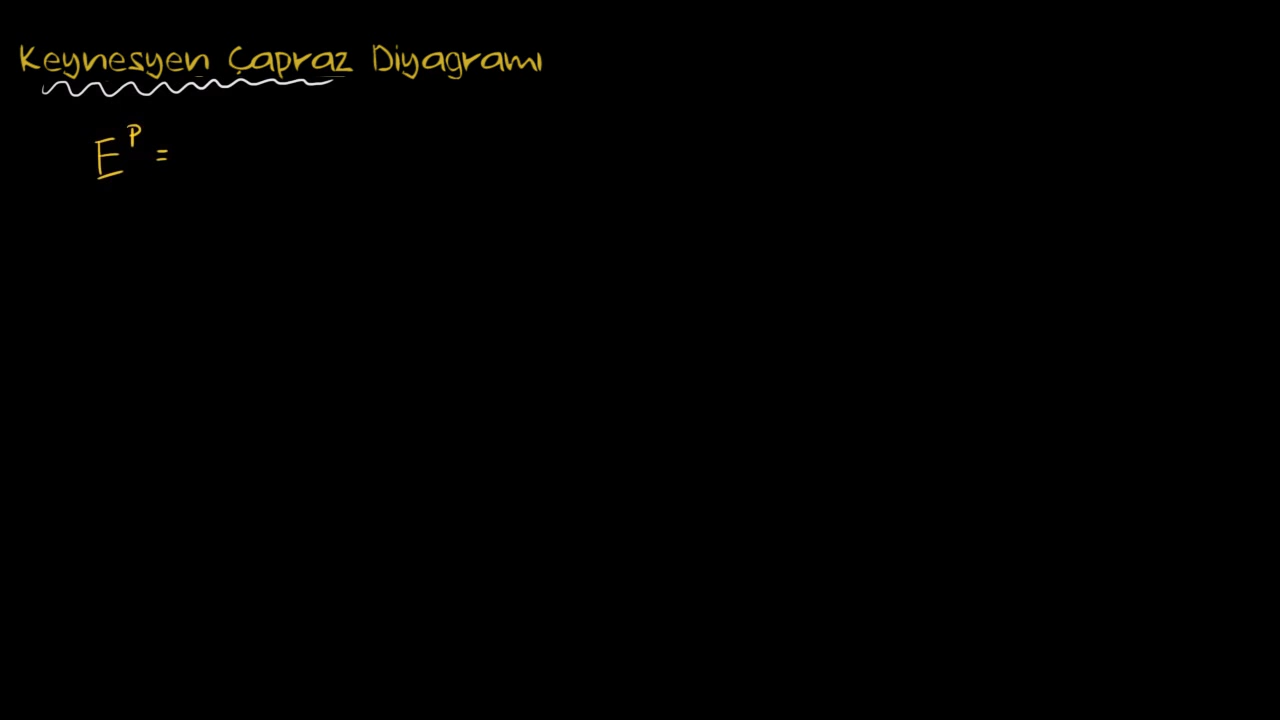 Keynesyen Çapraz Diyagramı
E^P =